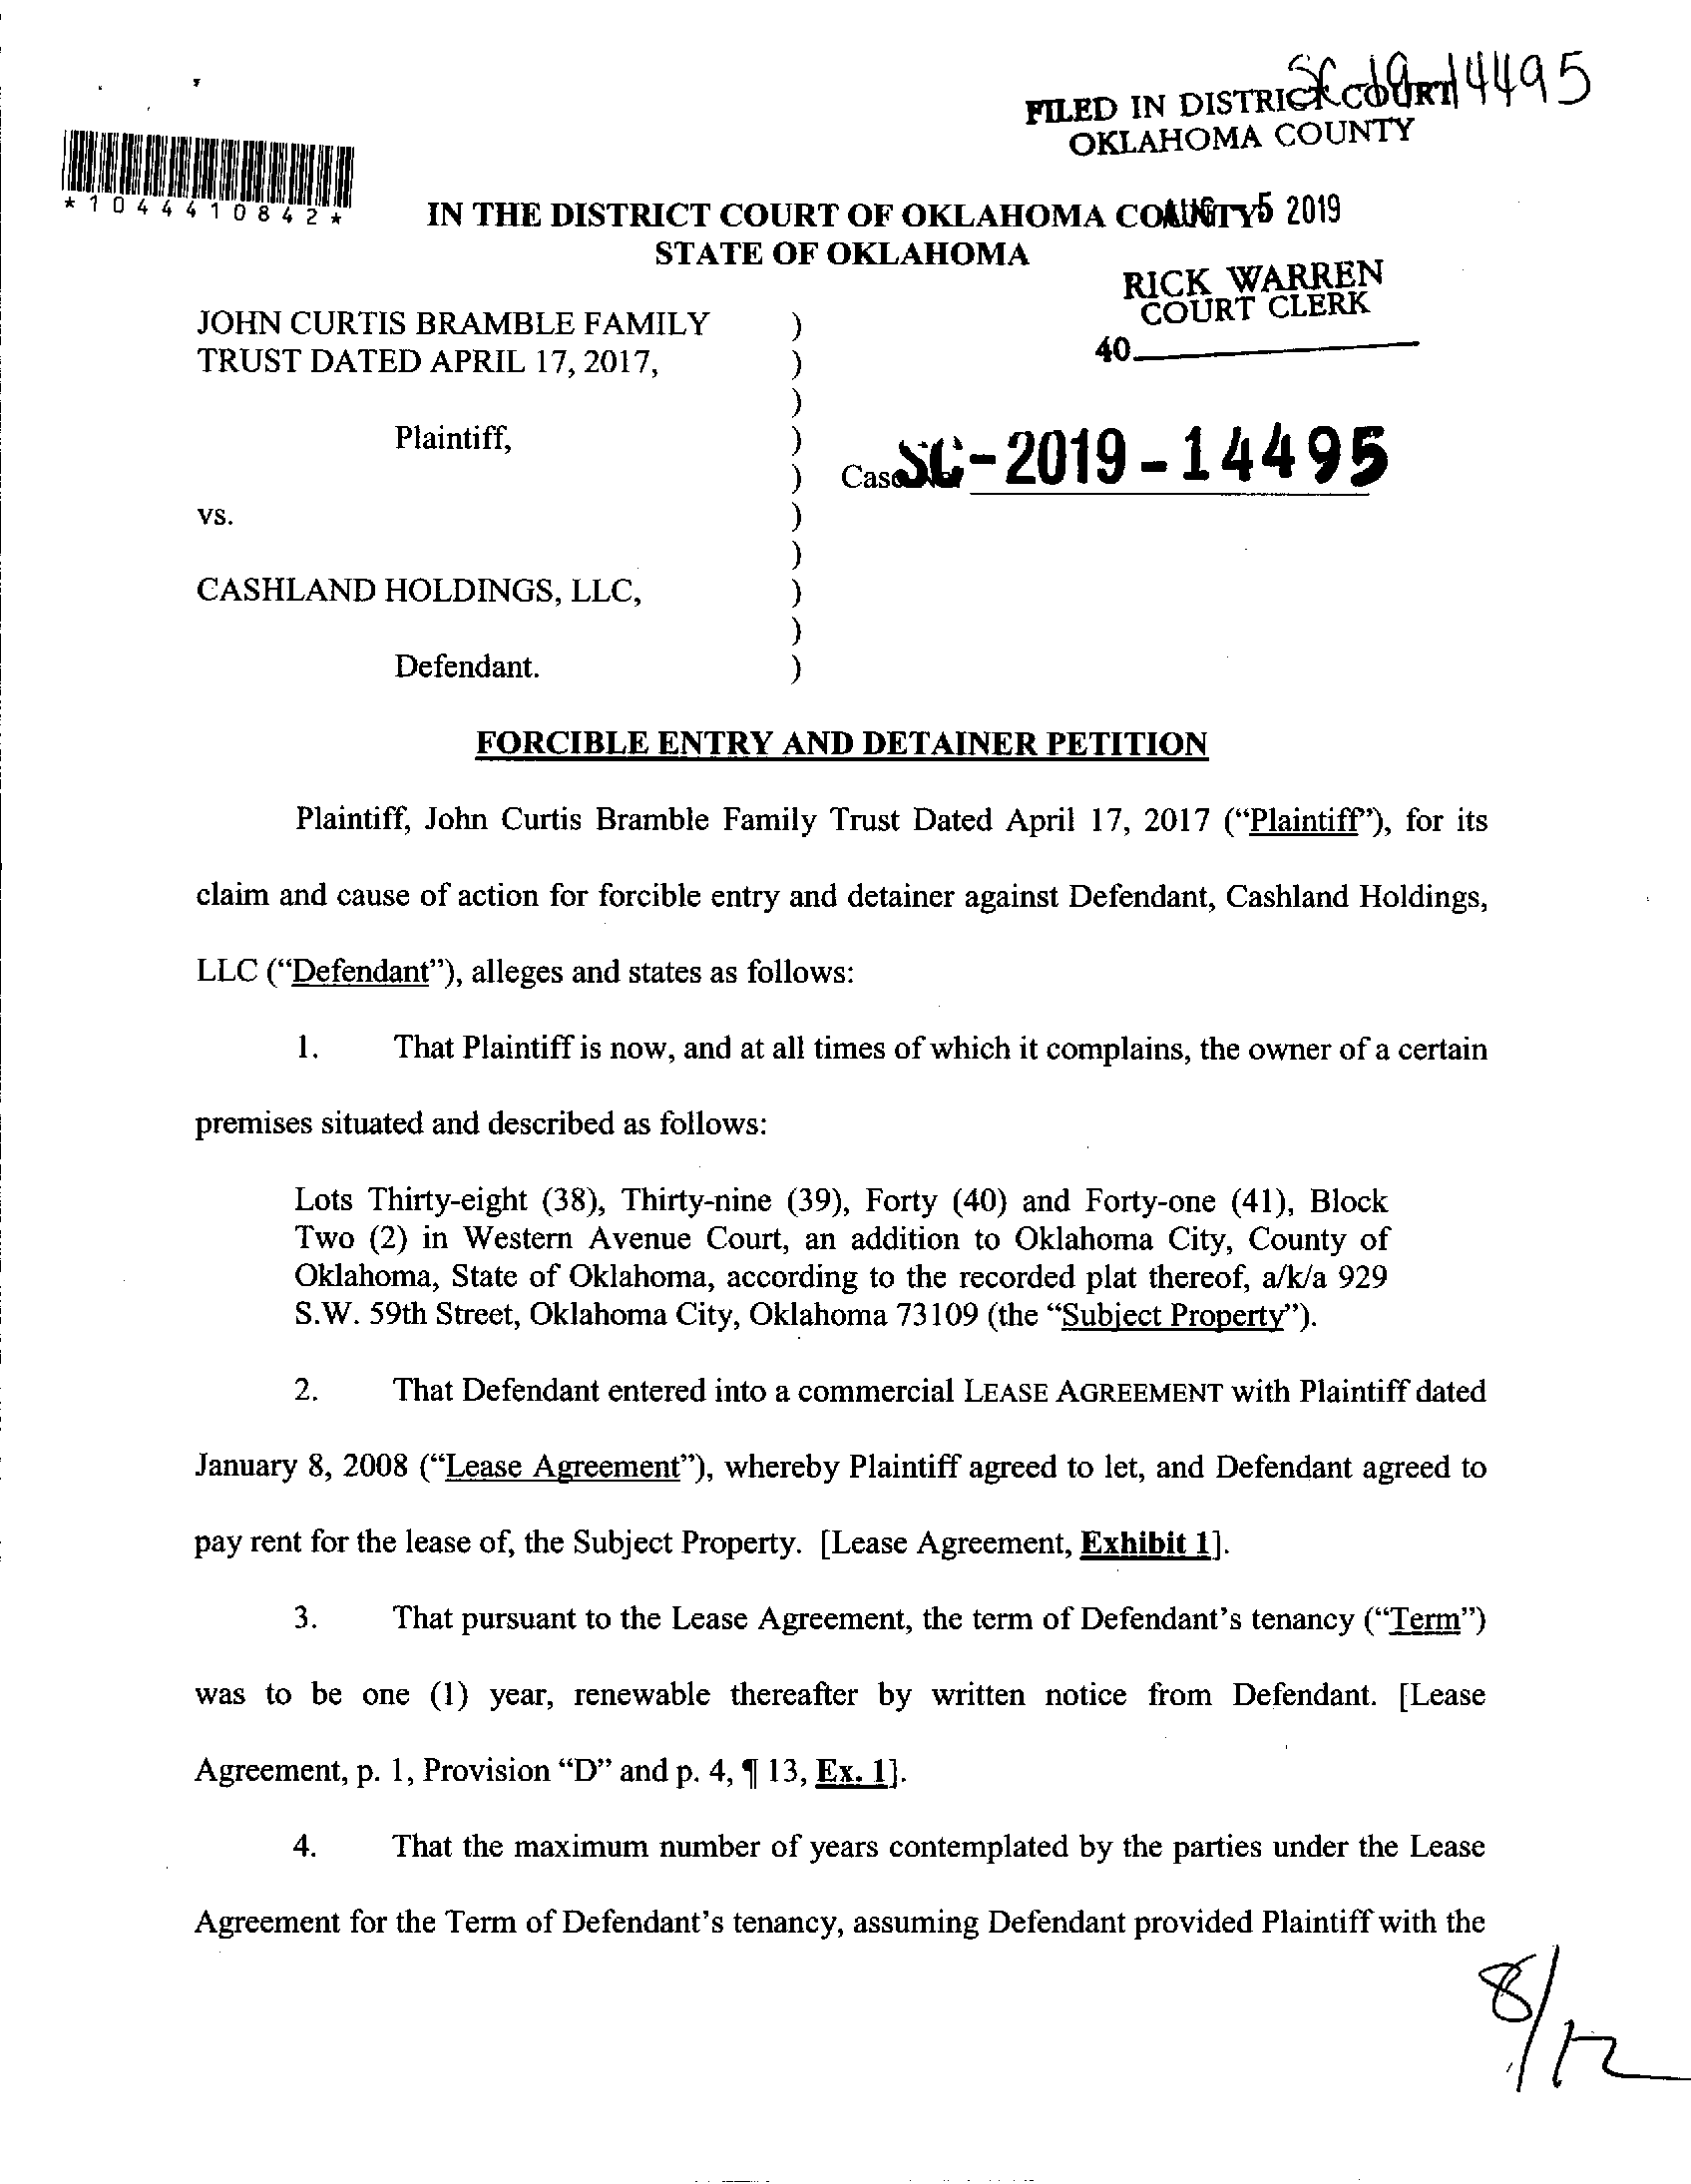 SC-19-14495
FILED IN DISTRICT COURT
OKLAHOMA COUNTY
*1044410842*
IN THE DISTRICT COURT OF OKLAHOMA COUNTY
AUG 5 2019
STATE OF OKLAHOMA
RICK WARREN
COURT CLERK
40
JOHN CURTIS BRAMBLE FAMILY )
TRUST DATED APRIL 17, 2017, )
)
Plaintiff, )
) Case SC-2019-14495
vs. )
)
CASHLAND HOLDINGS, LLC, )
)
Defendant. )
FORCIBLE ENTRY AND DETAINER PETITION
Plaintiff, John Curtis Bramble Family Trust Dated April 17, 2017 (“Plaintiff”), for its
claim and cause of action for forcible entry and detainer against Defendant, Cashland Holdings,
LLC (“Defendant”), alleges and states as follows:
1. That Plaintiff is now, and at all times of which it complains, the owner of a certain
premises situated and described as follows:
Lots Thirty-eight (38), Thirty-nine (39), Forty (40) and Forty-one (41), Block
Two (2) in Western Avenue Court, an addition to Oklahoma City, County of
Oklahoma, State of Oklahoma, according to the recorded plat thereof, a/k/a 929
S.W. 59th Street, Oklahoma City, Oklahoma 73109 (the “Subject Property”).
2. That Defendant entered into a commercial LEASE AGREEMENT with Plaintiff dated
January 8, 2008 (“Lease Agreement”), whereby Plaintiff agreed to let, and Defendant agreed to
pay rent for the lease of, the Subject Property. [Lease Agreement, Exhibit 1].
3. That pursuant to the Lease Agreement, the term of Defendant’s tenancy (“Term”)
was to be one (1) year, renewable thereafter by written notice from Defendant. [Lease
Agreement, p. 1, Provision “D” and p. 4, ¶ 13, Ex. 1].
4. That the maximum number of years contemplated by the parties under the Lease
Agreement for the Term of Defendant’s tenancy, assuming Defendant provided Plaintiff with the
8/12